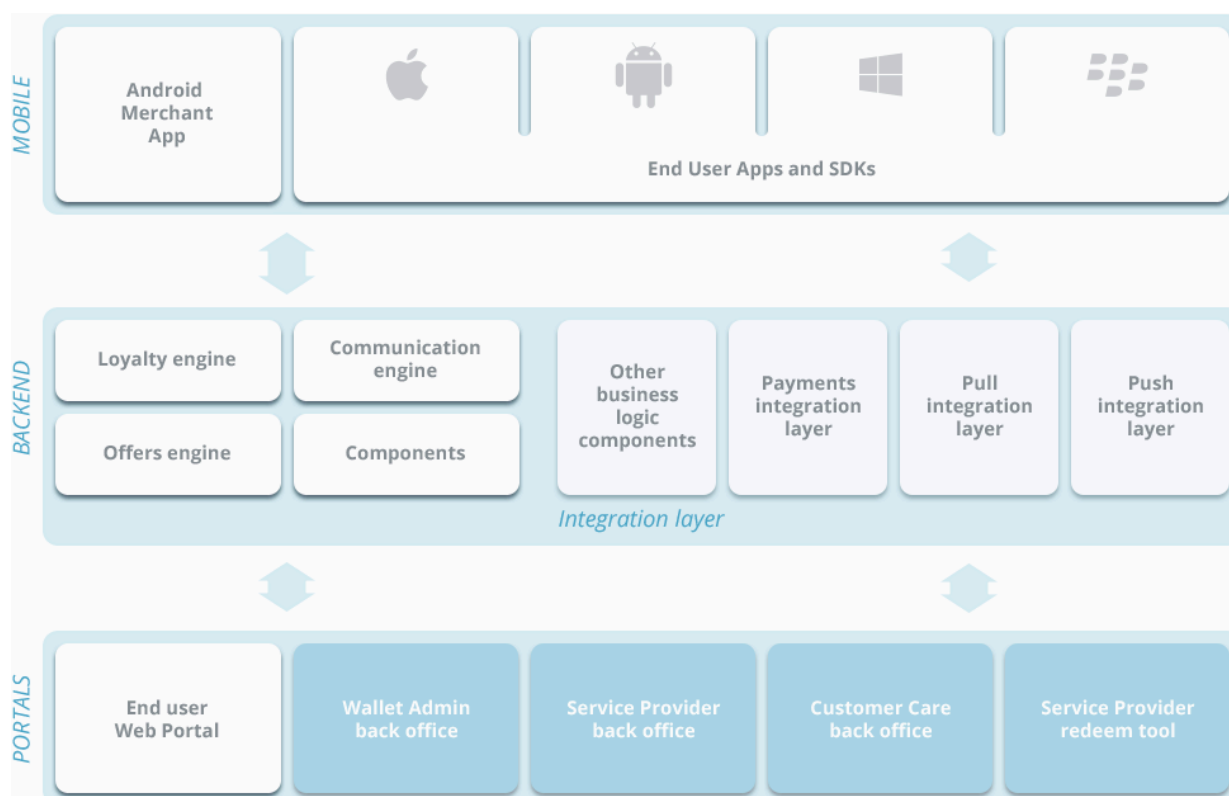 MOBILE
Android
Merchant
App
End User Apps and SDKs
BACKEND
Loyalty engine
Communication
engine
Offers engine
Components
Other
business
logic
components
Payments
integration
layer
Pull
integration
layer
Push
integration
layer
Integration layer
PORTALS
End user
Web Portal
Wallet Admin
back office
Service Provider
back office
Customer Care
back office
Service Provider
redeem tool